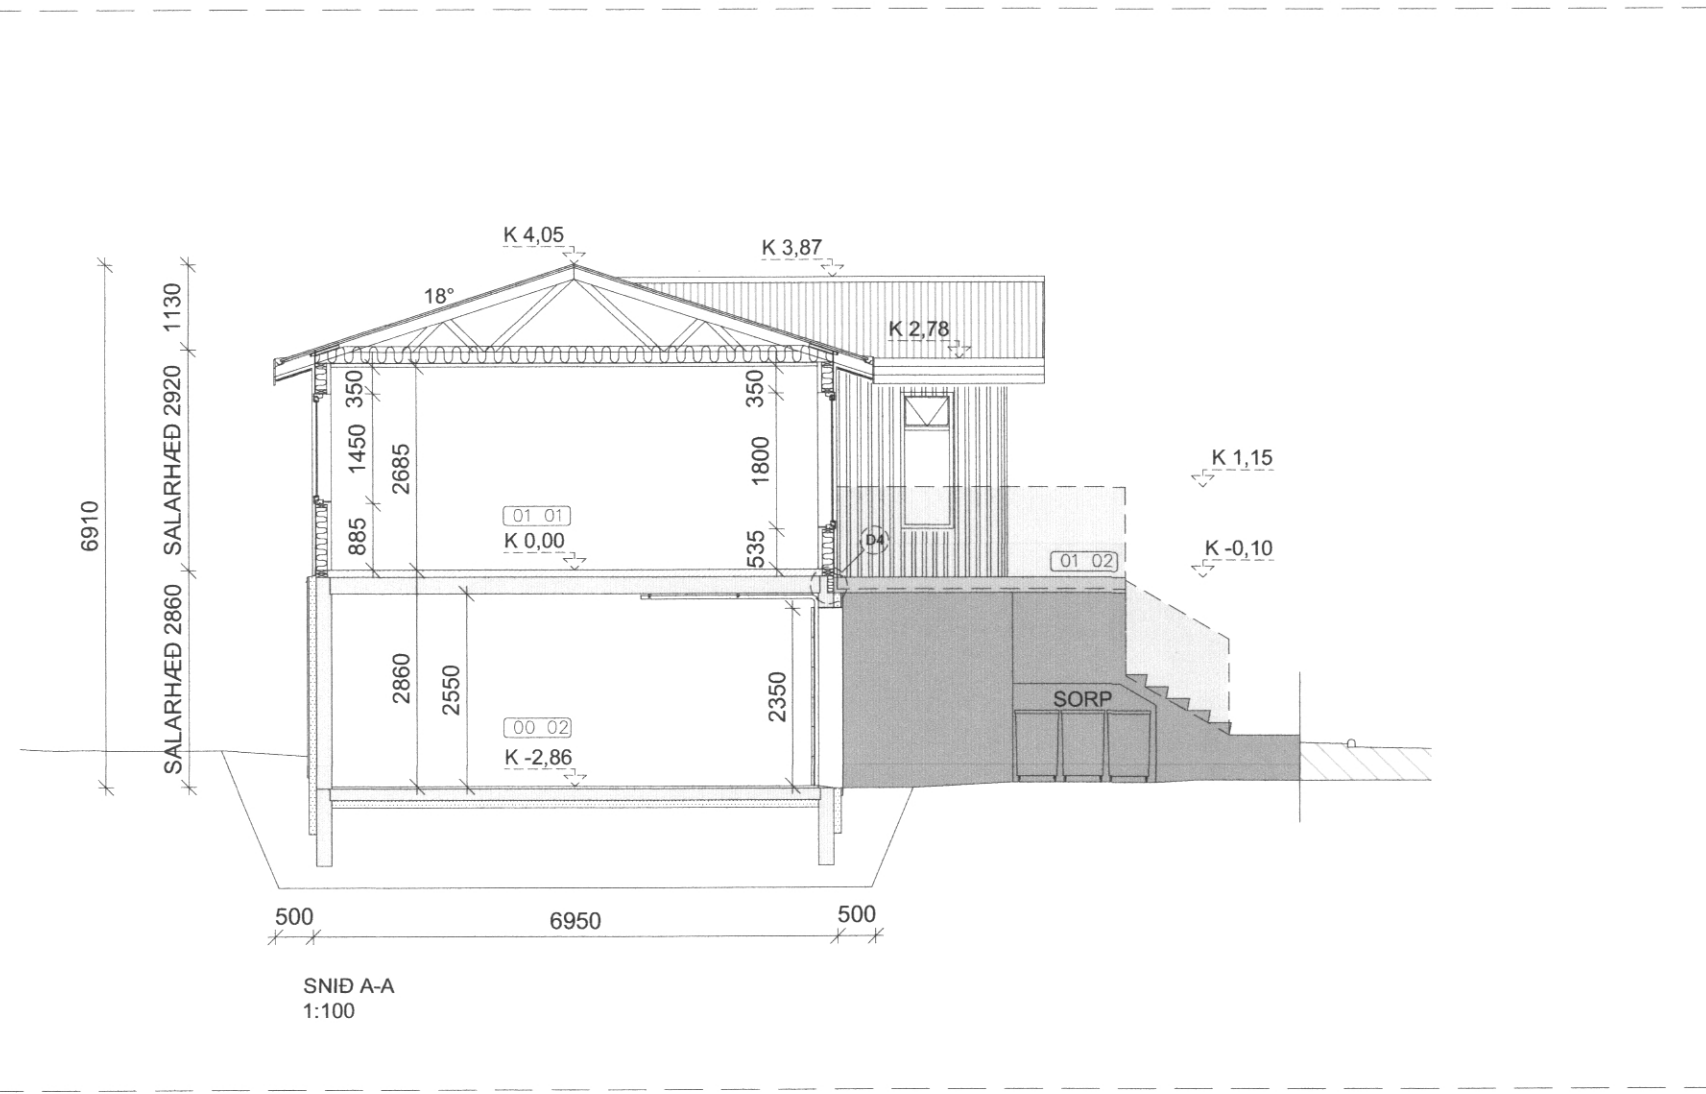 K 4,05
K 3,87
18°
K 2,78
1130
SALARHÆÐ 2920
6910
SALARHÆÐ 2860
350
1450
885
2685
350
1800
535
01 01
K 0,00
D4
K 1,15
K -0,10
01 02
2860
2550
2350
00 02
K -2,86
SORP
500
6950
500
SNIÐ A-A
1:100